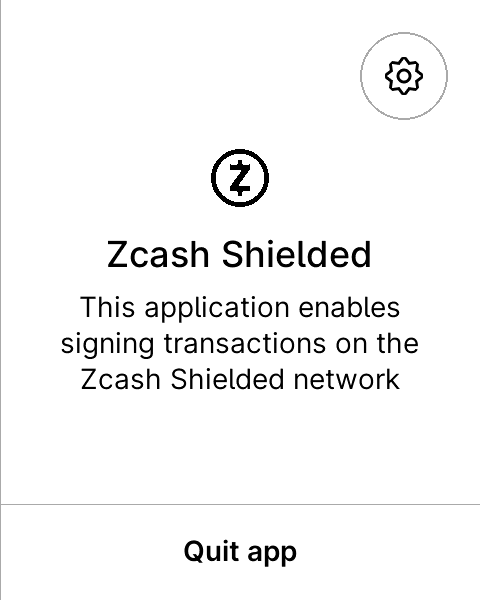 Zcash Shielded
This application enables
signing transactions on the
Zcash Shielded network
Quit app